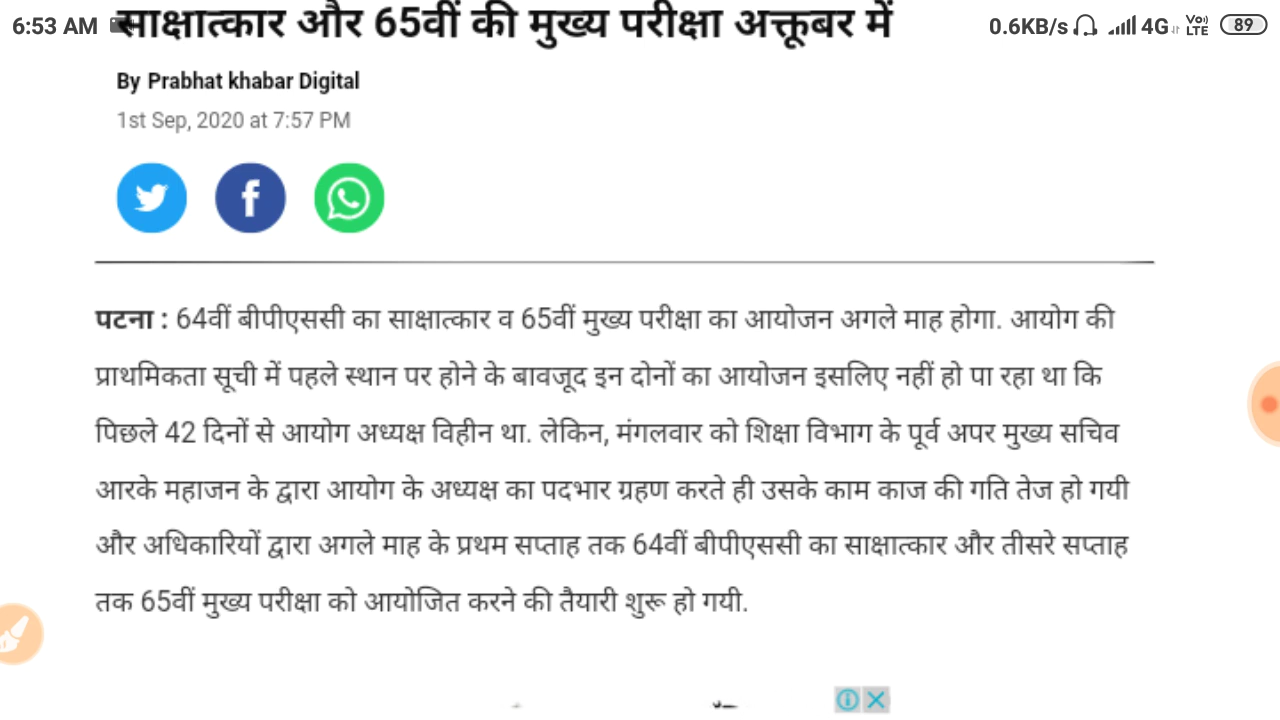 6:53 AM
0.6KB/s 4G VoLTE 89
साक्षात्कार और 65वीं की मुख्य परीक्षा अक्तूबर में
By Prabhat khabar Digital
1st Sep, 2020 at 7:57 PM
पटना : 64वीं बीपीएससी का साक्षात्कार व 65वीं मुख्य परीक्षा का आयोजन अगले माह होगा. आयोग की
प्राथमिकता सूची में पहले स्थान पर होने के बावजूद इन दोनों का आयोजन इसलिए नहीं हो पा रहा था कि
पिछले 42 दिनों से आयोग अध्यक्ष विहीन था. लेकिन, मंगलवार को शिक्षा विभाग के पूर्व अपर मुख्य सचिव
आरके महाजन के द्वारा आयोग के अध्यक्ष का पदभार ग्रहण करते ही उसके काम काज की गति तेज हो गयी
और अधिकारियों द्वारा अगले माह के प्रथम सप्ताह तक 64वीं बीपीएससी का साक्षात्कार और तीसरे सप्ताह
तक 65वीं मुख्य परीक्षा को आयोजित करने की तैयारी शुरू हो गयी.